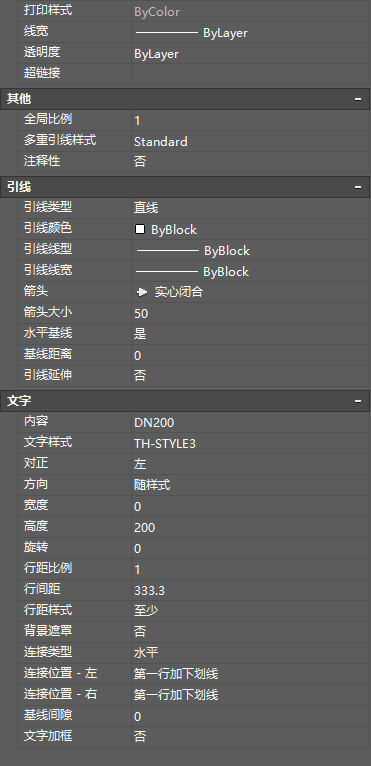 打印样式 ByColor
线宽 ByLayer
透明度 ByLayer
超链接
其他
全局比例 1
多重引线样式 Standard
注释性 否
引线
引线类型 直线
引线颜色 ByBlock
引线线型 ByBlock
引线线宽 ByBlock
箭头 实心闭合
箭头大小 50
水平基线 是
基线距离 0
引线延伸 否
文字
内容 DN200
文字样式 TH-STYLE3
对正 左
方向 随样式
宽度 0
高度 200
旋转 0
行距比例 1
行间距 333.3
行距样式 至少
背景遮罩 否
连接类型 水平
连接位置 - 左 第一行加下划线
连接位置 - 右 第一行加下划线
基线间隙 0
文字加框 否